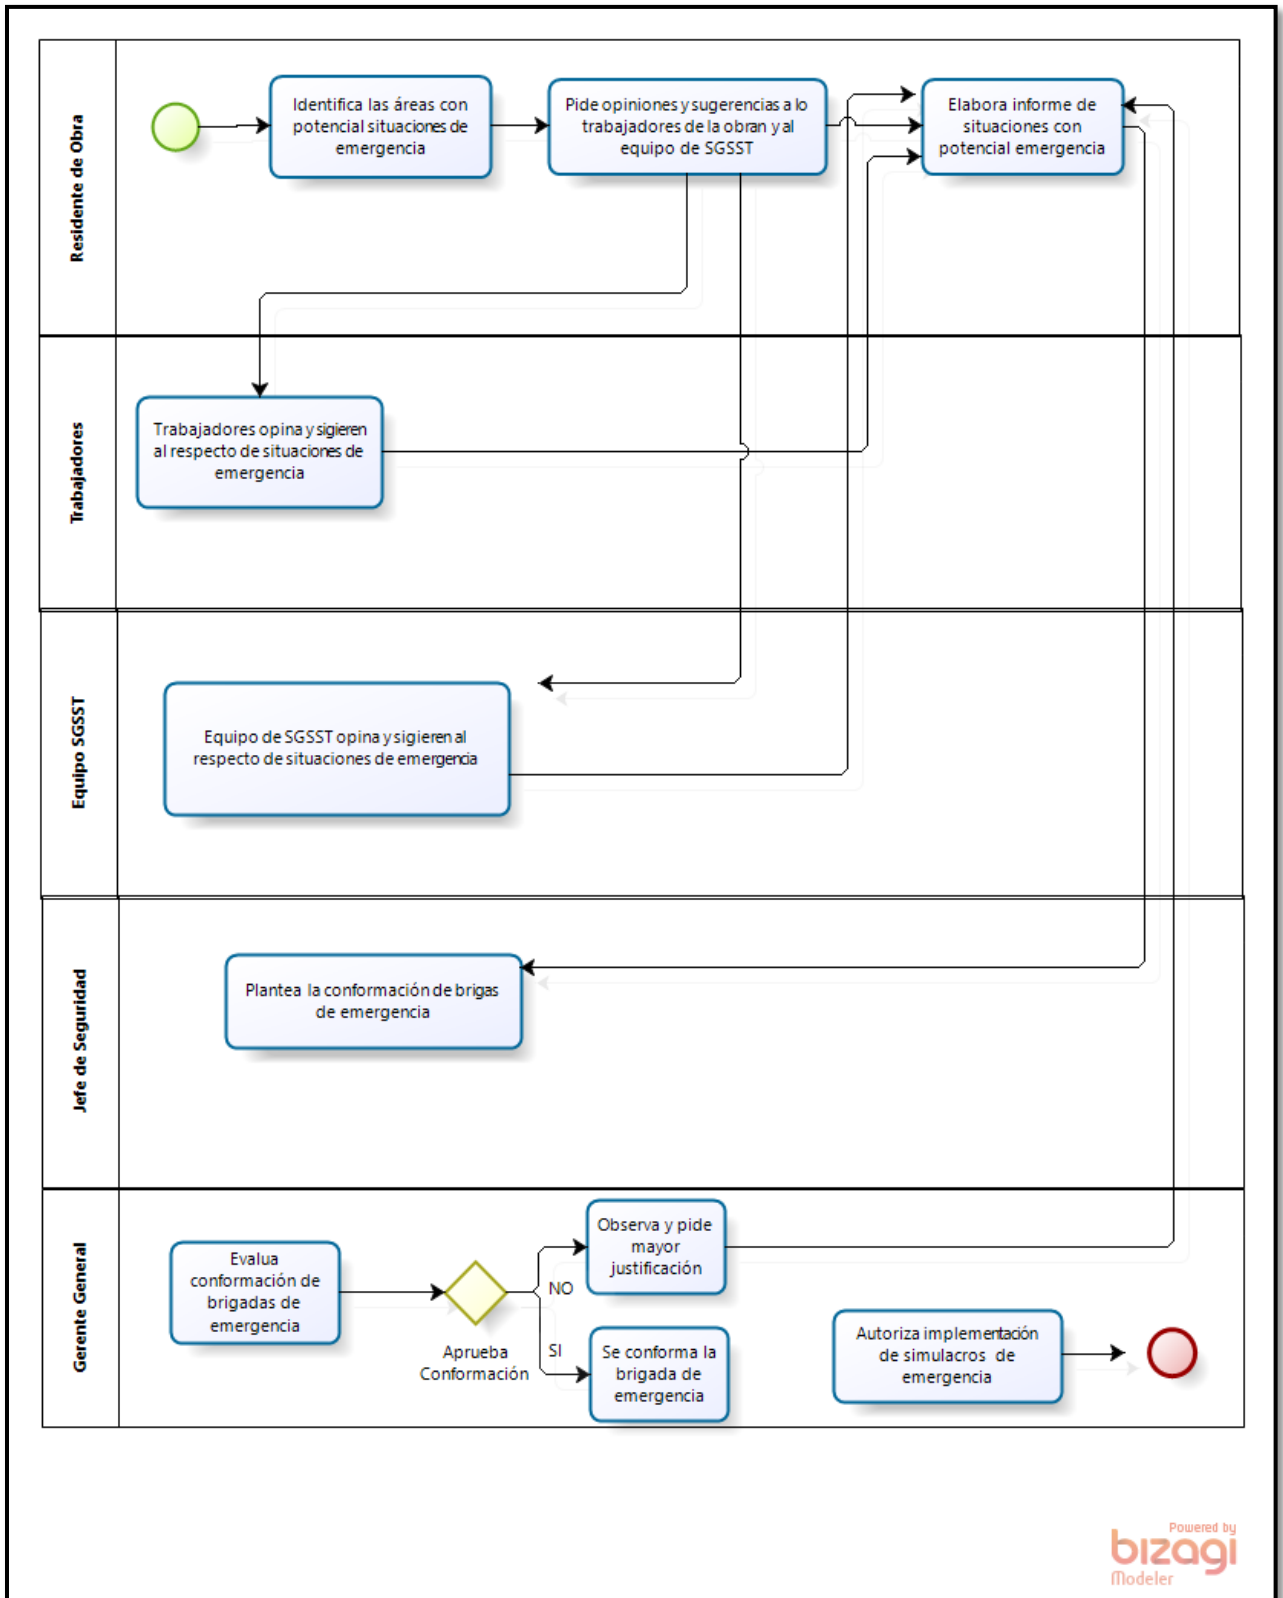 Residente de Obra
Identifica las áreas con
potencial situaciones de
emergencia
Pide opiniones y sugerencias a lo
trabajadores de la obran y al
equipo de SGSST
Elabora informe de
situaciones con
potencial emergencia
Trabajadores
Trabajadores opina y sigieren
al respecto de situaciones de
emergencia
Equipo SGSST
Equipo de SGSST opina y sigieren al
respecto de situaciones de emergencia
Jefe de Seguridad
Plantea la conformación de brigas
de emergencia
Gerente General
Evalua
conformación de
brigadas de
emergencia
Aprueba
Conformación
NO
Observa y pide
mayor
justificación
SI
Se conforma la
brigada de
emergencia
Autoriza implementación
de simulacros de
emergencia
Powered by
bizagi
Modeler